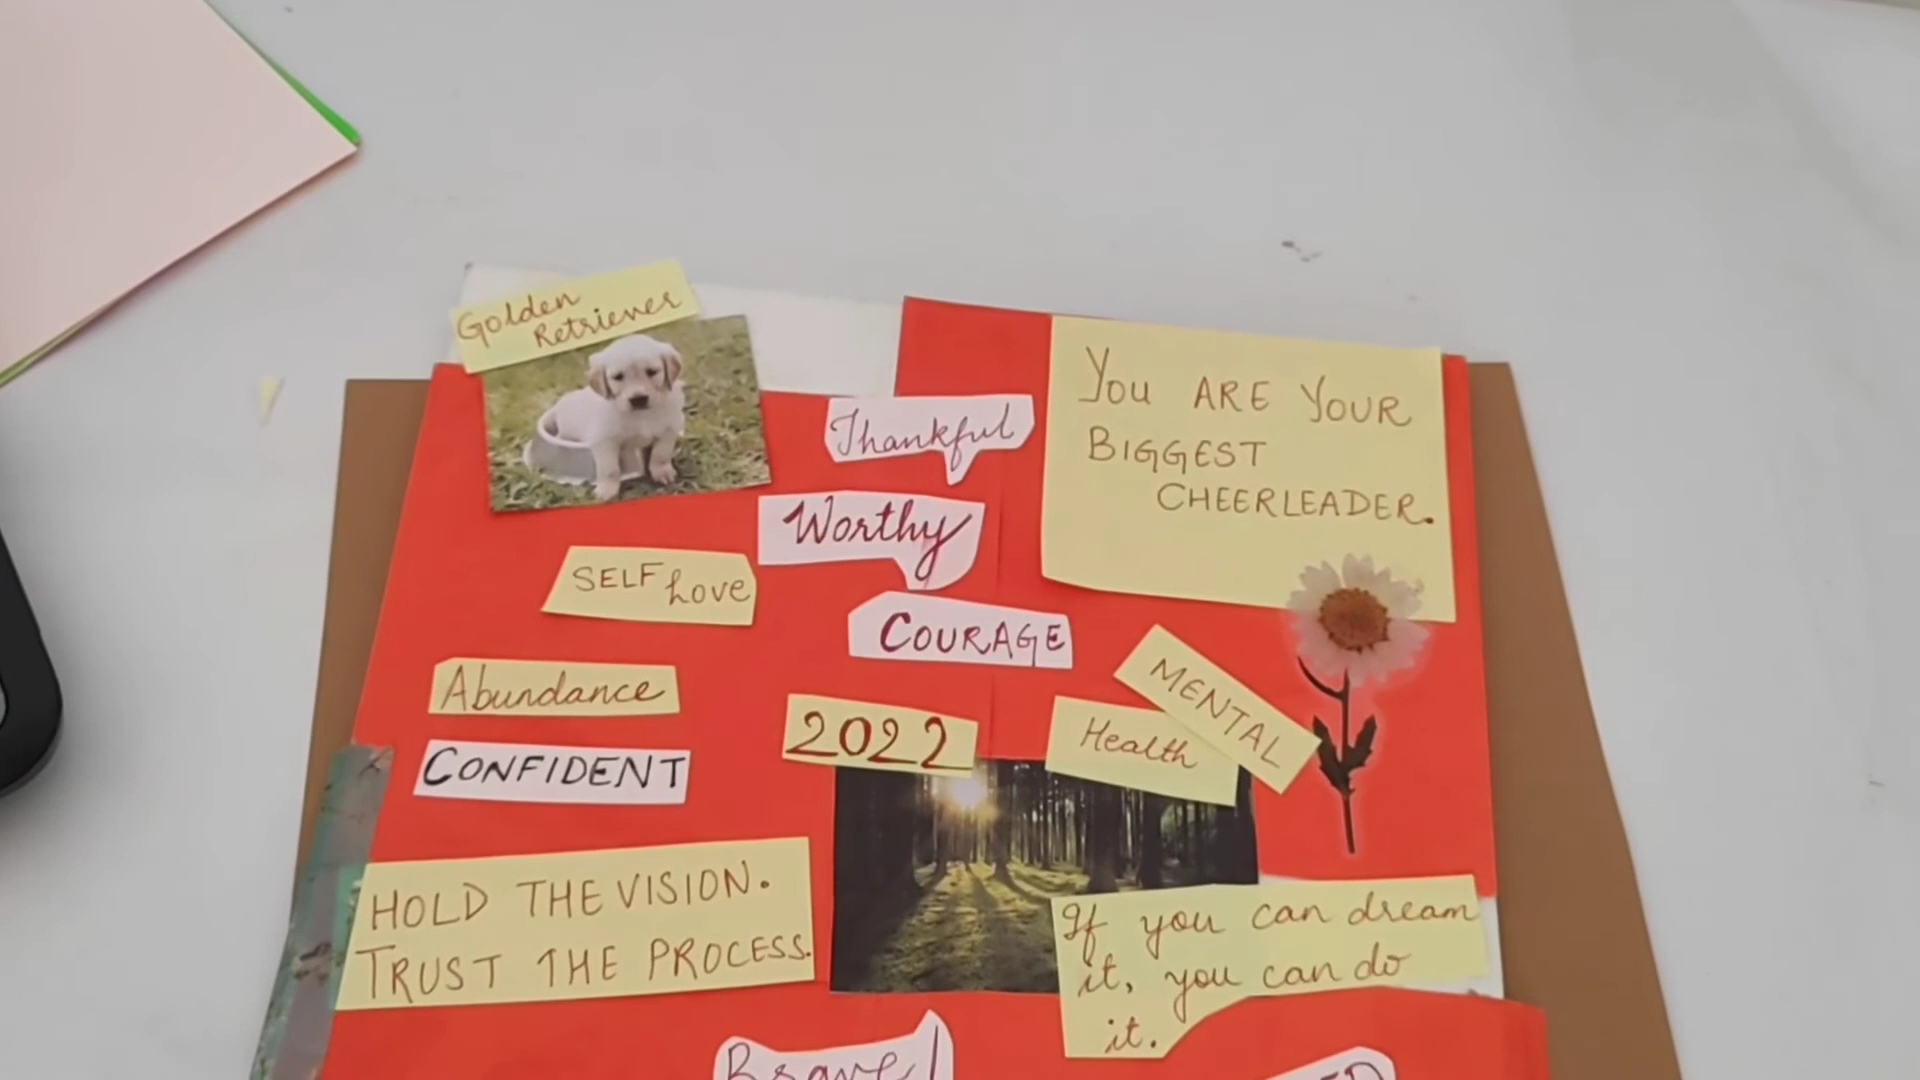 Golden
Retriever
Thankful
YOU ARE YOUR
BIGGEST
CHEERLEADER.
Worthy
SELF Love
COURAGE
Abundance
MENTAL
Health
2022
CONFIDENT
HOLD THE VISION.
TRUST THE PROCESS.
If you can dream
it, you can do
it.
Brave!